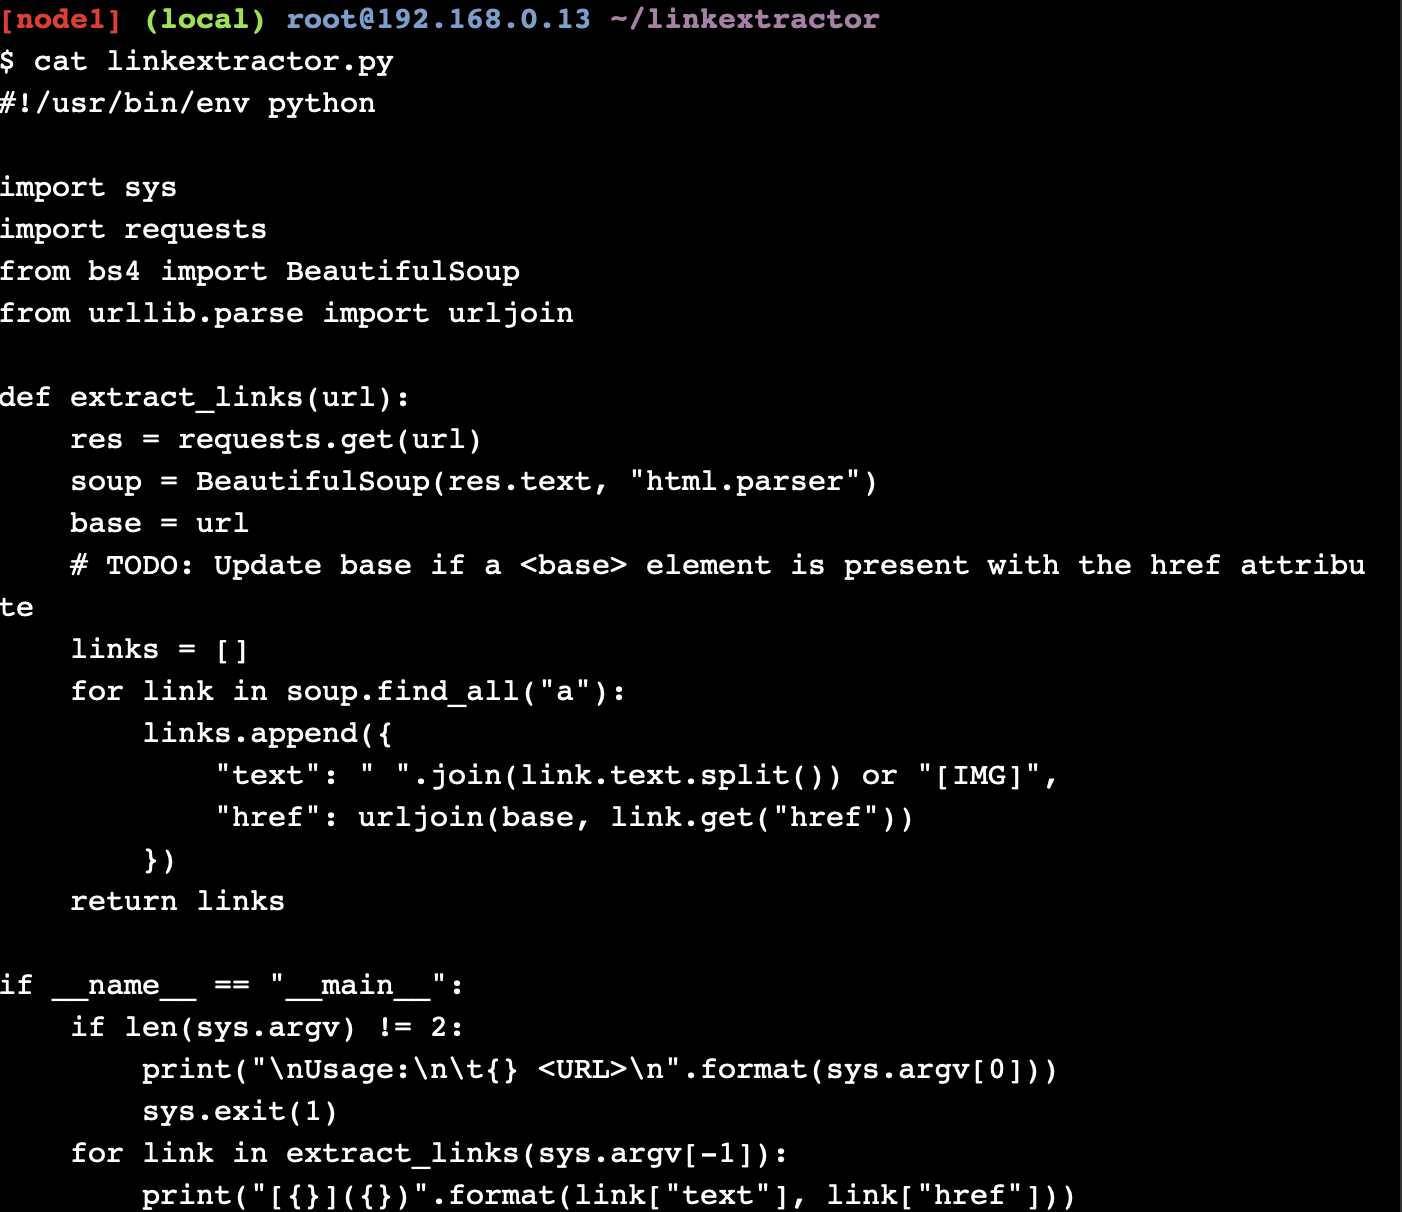 [node1] (local) root@192.168.0.13 ~/linkextractor
$ cat linkextractor.py
#!/usr/bin/env python

import sys
import requests
from bs4 import BeautifulSoup
from urllib.parse import urljoin

def extract_links(url):
    res = requests.get(url)
    soup = BeautifulSoup(res.text, "html.parser")
    base = url
    # TODO: Update base if a <base> element is present with the href attribu
te
    links = []
    for link in soup.find_all("a"):
        links.append({
            "text": " ".join(link.text.split()) or "[IMG]",
            "href": urljoin(base, link.get("href"))
        })
    return links

if __name__ == "__main__":
    if len(sys.argv) != 2:
        print("\nUsage:\n\t{} <URL>\n".format(sys.argv[0]))
        sys.exit(1)
    for link in extract_links(sys.argv[-1]):
        print("[{}]({})".format(link["text"], link["href"]))